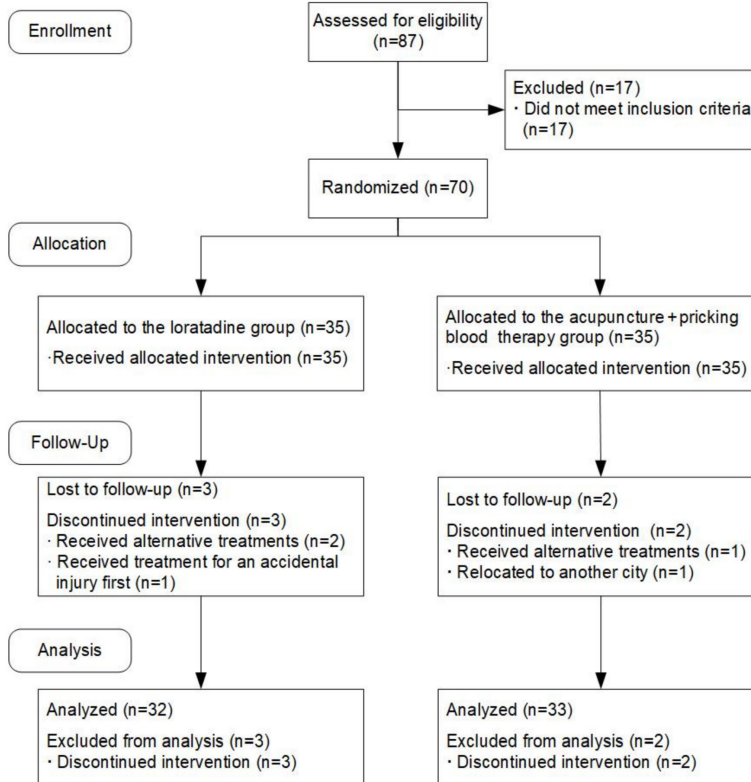 Enrollment
Assessed for eligibility
(n=87)
Excluded (n=17)
· Did not meet inclusion criteria
(n=17)
Randomized (n=70)
Allocation
Allocated to the loratadine group (n=35)
·Received allocated intervention (n=35)
Allocated to the acupuncture+pricking
blood therapy group (n=35)
·Received allocated intervention (n=35)
Follow-Up
Lost to follow-up (n=3)
Discontinued intervention (n=3)
· Received alternative treatments (n=2)
· Received treatment for an accidental
injury first (n=1)
Lost to follow-up (n=2)
Discontinued intervention (n=2)
· Received alternative treatments (n=1)
· Relocated to another city (n=1)
Analysis
Analyzed (n=32)
Excluded from analysis (n=3)
· Discontinued intervention (n=3)
Analyzed (n=33)
Excluded from analysis (n=2)
· Discontinued intervention (n=2)